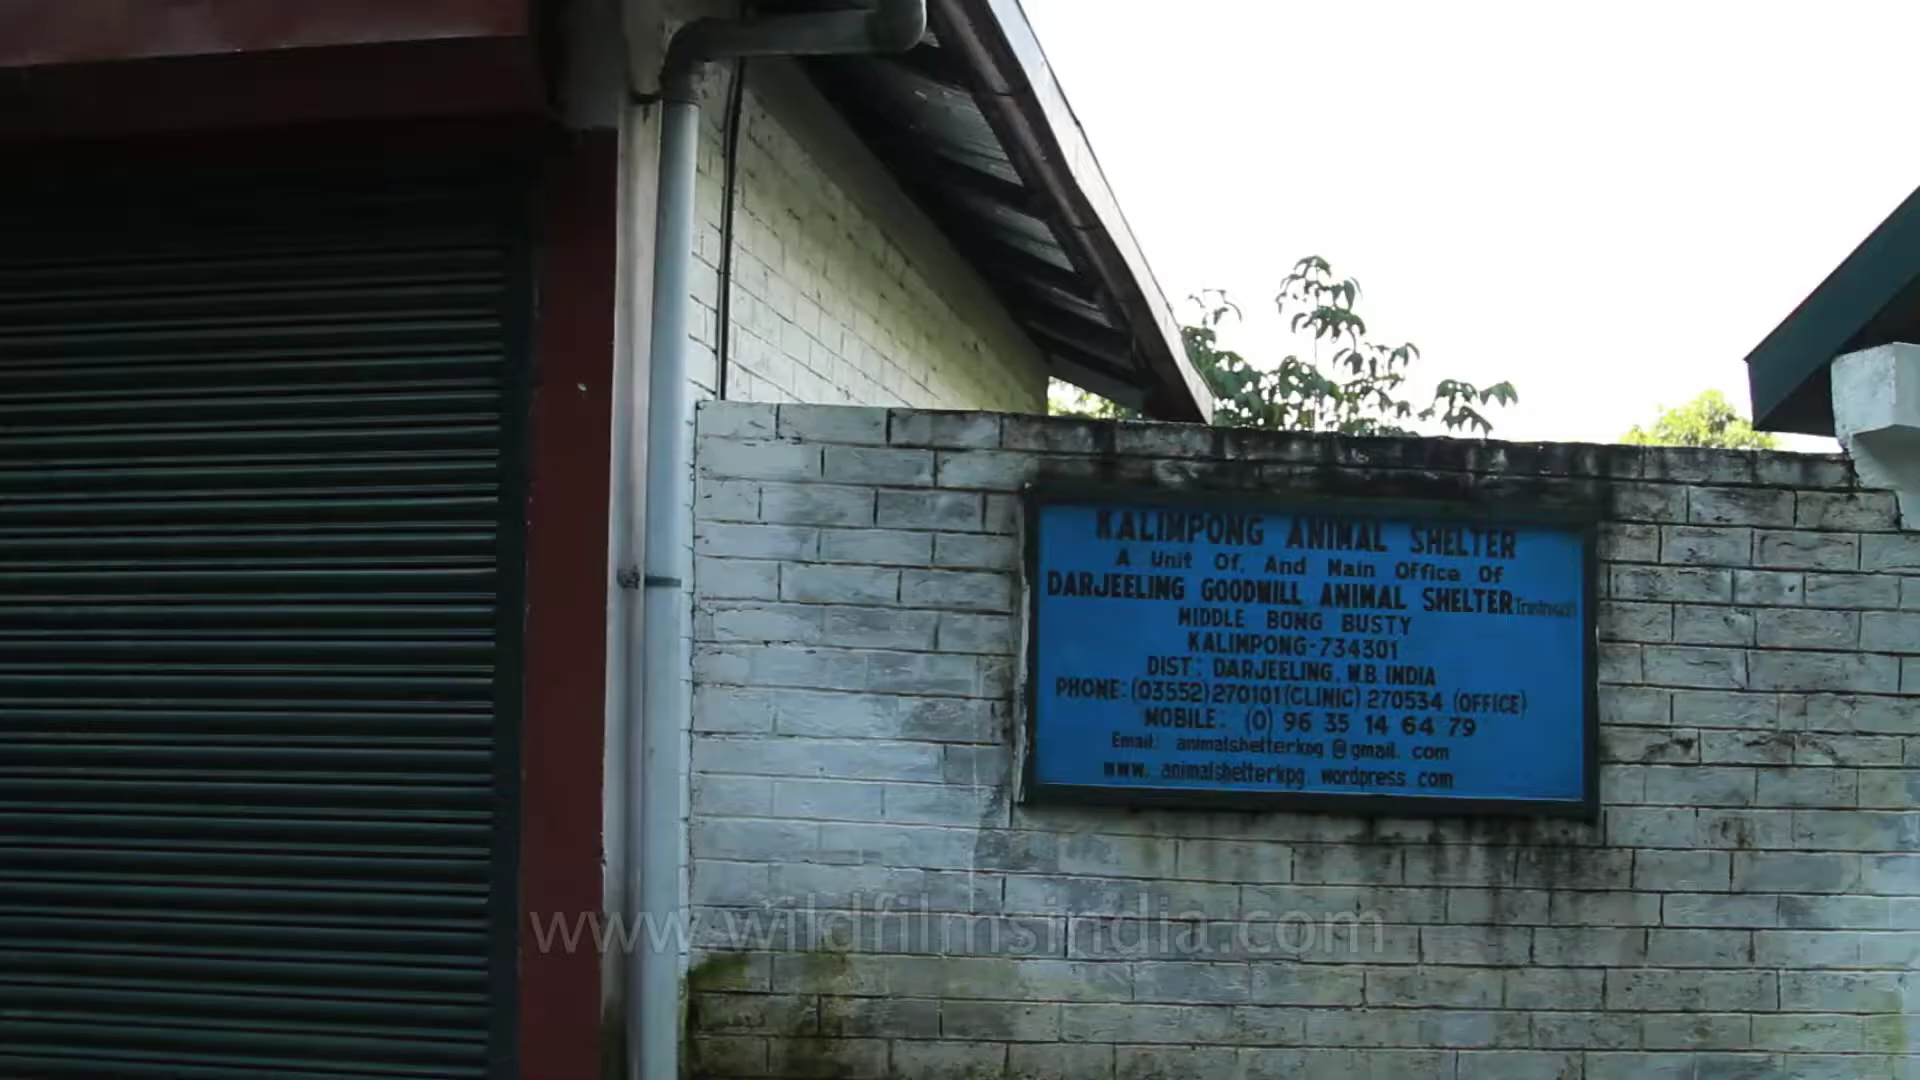 KALIMPONG ANIMAL SHELTER
A Unit Of, And Main Office Of
DARJEELING GOODWILL ANIMAL SHELTER
MIDDLE BONG BUSTY
KALIMPONG-734301
DIST: DARJEELING, W.B. INDIA
PHONE: (03552) 270101 (CLINIC) 270534 (OFFICE)
MOBILE: (0) 96 35 14 64 79
Email: animalshelterkpg @ gmail. com
www. animalshelterkpg. wordpress. com
www.wildfilmsindia.com